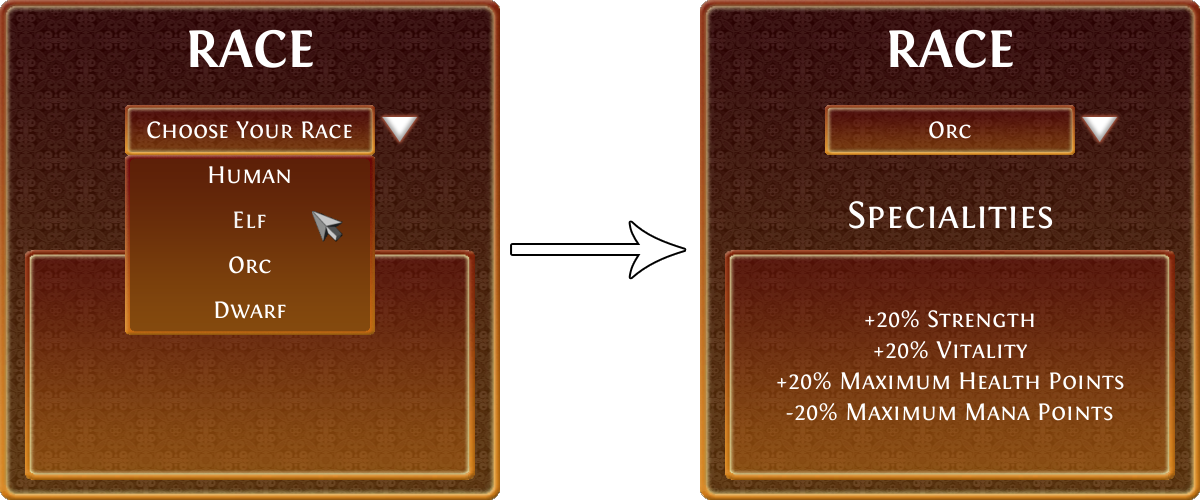 RACE
Choose Your Race
Human
Elf
Orc
Dwarf
RACE
Orc
Specialities
+20% Strength
+20% Vitality
+20% Maximum Health Points
-20% Maximum Mana Points